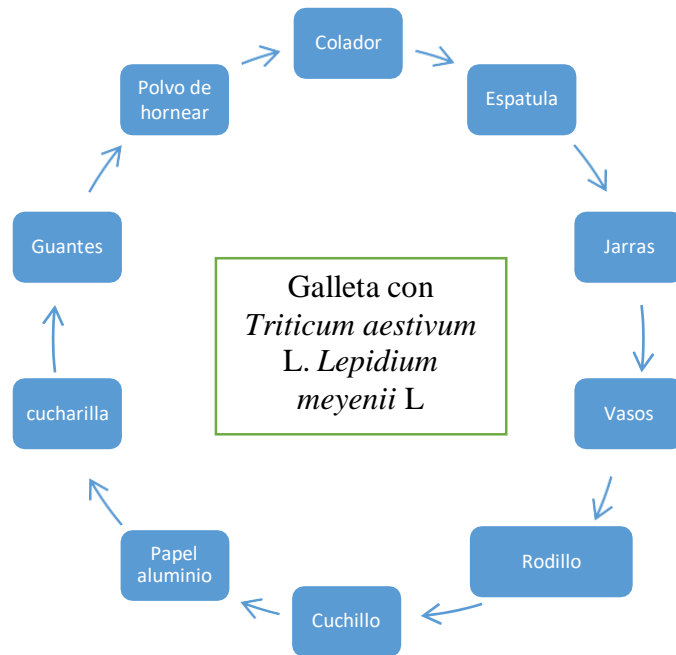 Colador
Polvo de
hornear
Espatula
Guantes
Jarras
Galleta con
Triticum aestivum
L. Lepidium
meyenii L
cucharilla
Vasos
Papel
aluminio
Rodillo
Cuchillo